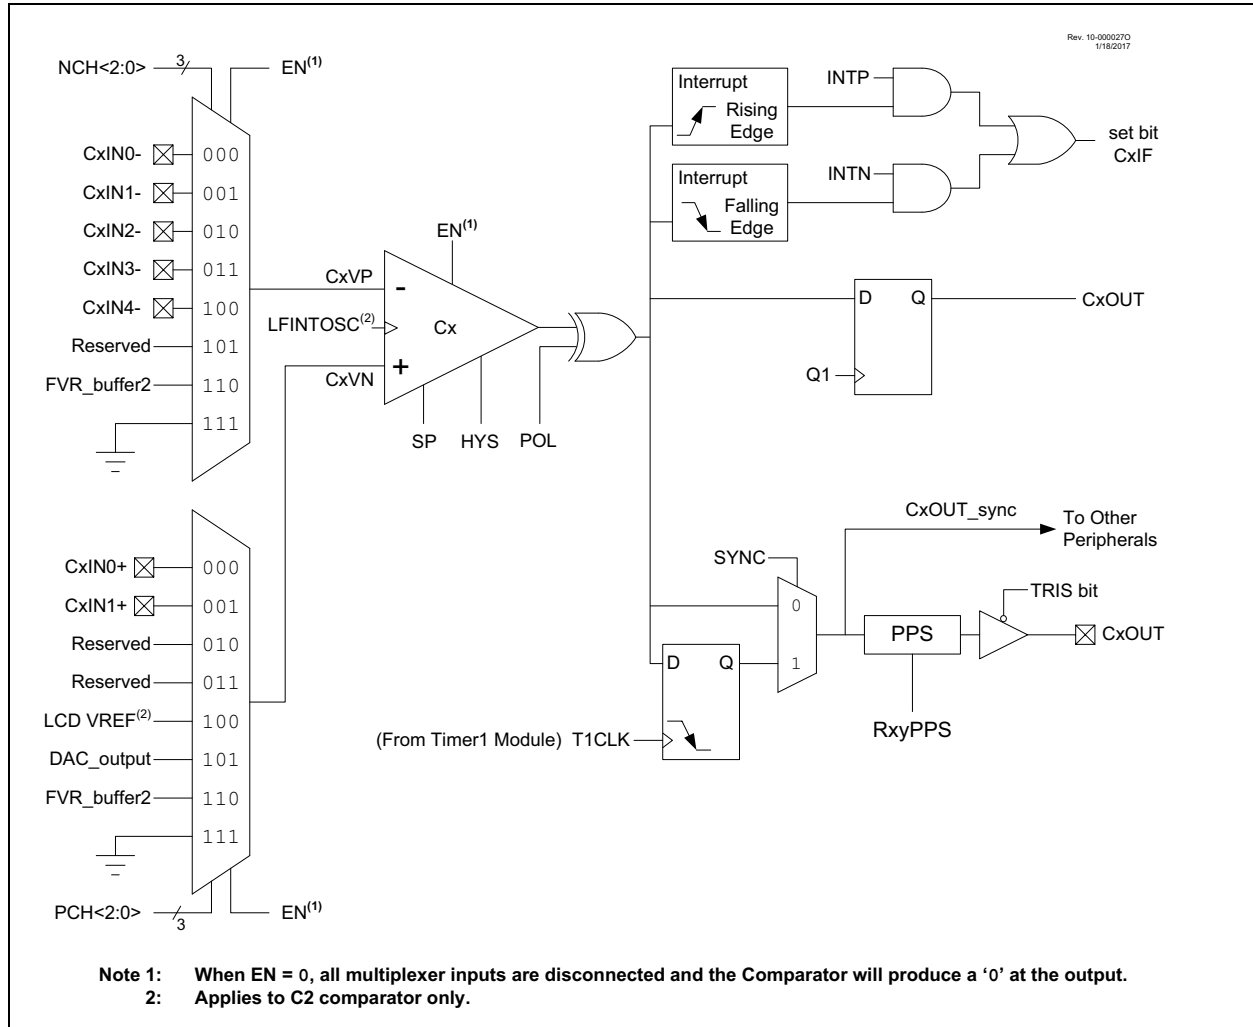 Rev. 10-000027O
1/18/2017
NCH<2:0>
3
EN(1)
CxIN0-
000
CxIN1-
001
CxIN2-
010
CxIN3-
011
CxIN4-
100
Reserved
101
FVR_buffer2
110
111
CxVP
-
LFINTOSC(2)
Cx
EN(1)
+
CxVN
SP
HYS
POL
Interrupt
Rising
Edge
INTP
Interrupt
Falling
Edge
INTN
set bit
CxIF
D
Q
Q1
CxOUT
CxIN0+
000
CxIN1+
001
Reserved
010
Reserved
011
LCD VREF(2)
100
DAC_output
101
FVR_buffer2
110
111
PCH<2:0>
3
EN(1)
CxOUT_sync
To Other
Peripherals
SYNC
0
1
D
Q
(From Timer1 Module) T1CLK
PPS
RxyPPS
TRIS bit
CxOUT
Note 1: When EN = 0, all multiplexer inputs are disconnected and the Comparator will produce a ‘0’ at the output.
2: Applies to C2 comparator only.